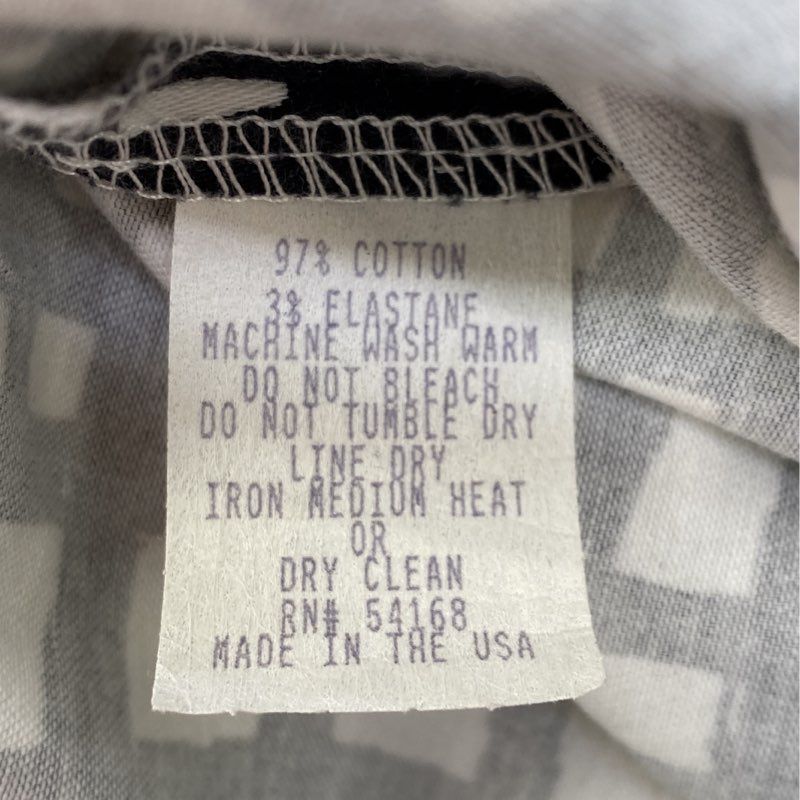 97% COTTON
3% ELASTANE
MACHINE WASH WARM
DO NOT BLEACH
DO NOT TUMBLE DRY
LINE DRY
IRON MEDIUM HEAT
OR
DRY CLEAN
RN# 54168
MADE IN THE USA